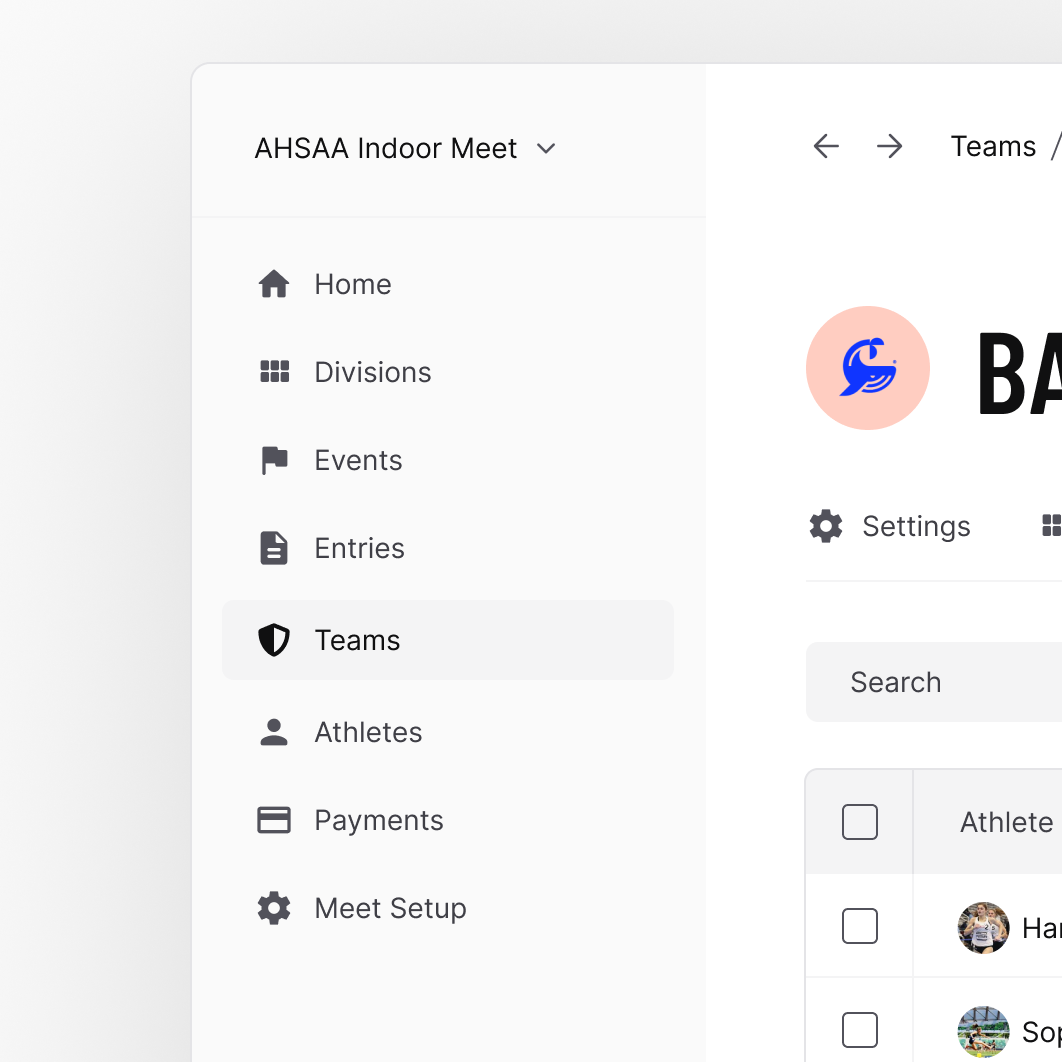 AHSAA Indoor Meet
Teams /
Home
Divisions
Events
Entries
Teams
Athletes
Payments
Meet Setup
BA
Settings
Search
Athlete
Har
Sop